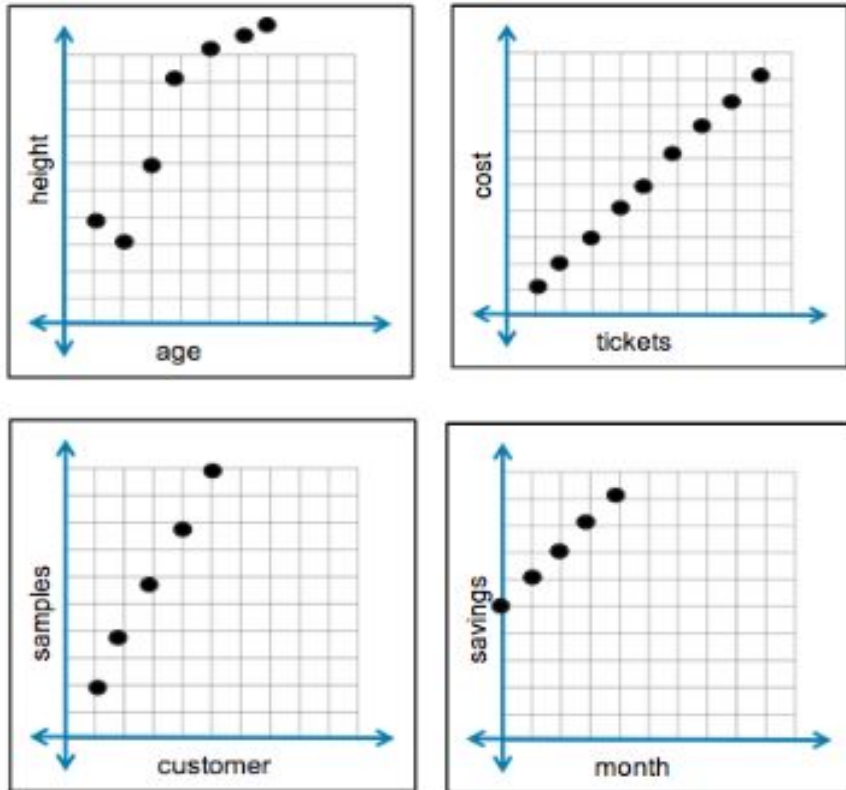 height
age
cost
tickets
samples
customer
savings
month